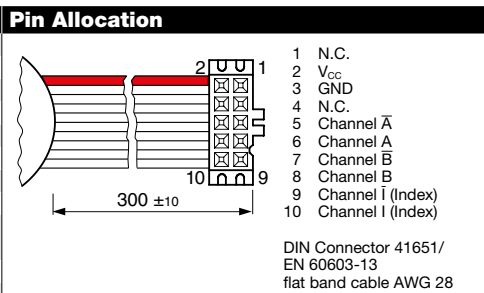 Pin Allocation
2 1
10 9
300 ±10
1 N.C.
2 V_CC
3 GND
4 N.C.
5 Channel A̅
6 Channel A
7 Channel B̅
8 Channel B
9 Channel I̅ (Index)
10 Channel I (Index)
DIN Connector 41651/
EN 60603-13
flat band cable AWG 28